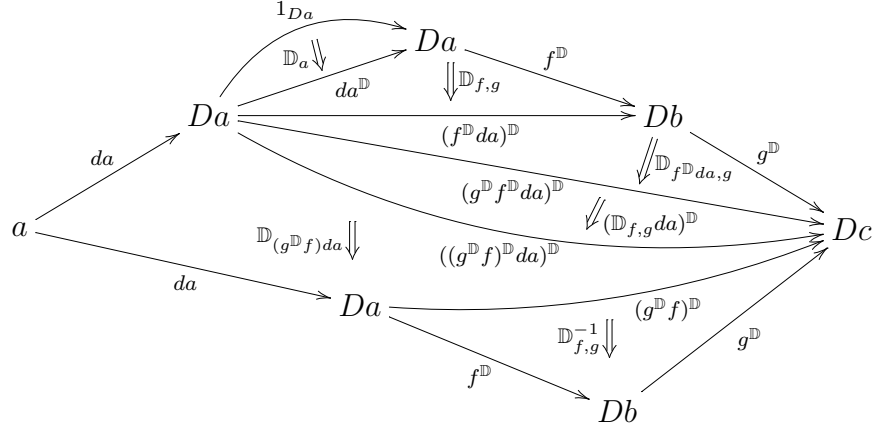 1_{Da}
Da
𝔻_a
f^𝔻
da^𝔻
𝔻_{f,g}
Da
Db
(f^𝔻 da)^𝔻
g^𝔻
da
𝔻_{f^𝔻 da,g}
(g^𝔻 f^𝔻 da)^𝔻
a
𝔻_{(g^𝔻 f)da}
(𝔻_{f,g} da)^𝔻
Dc
((g^𝔻 f)^𝔻 da)^𝔻
da
Da
(g^𝔻 f)^𝔻
𝔻_{f,g}^{-1}
g^𝔻
f^𝔻
Db